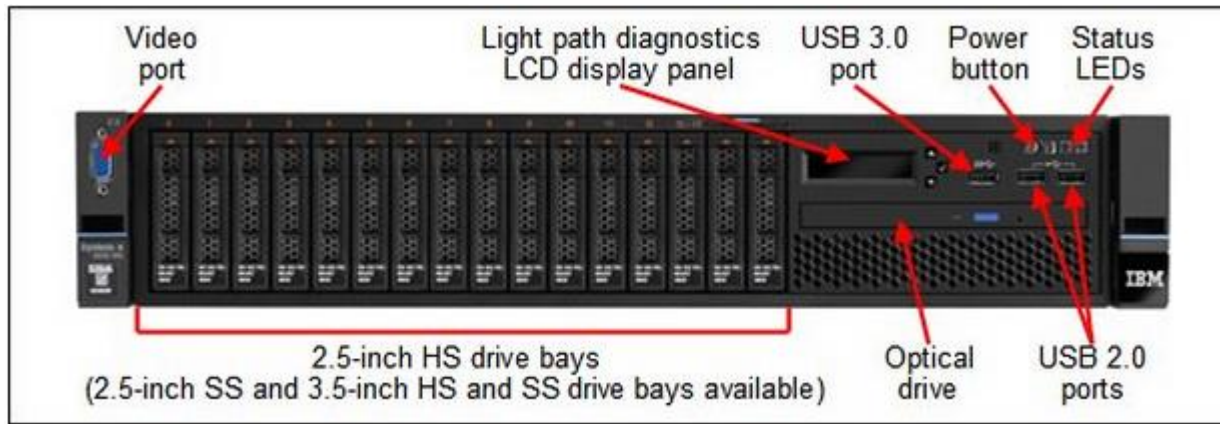 Video
port
Light path diagnostics
LCD display panel
USB 3.0
port
Power
button
Status
LEDs
IBM
2.5-inch HS drive bays
(2.5-inch SS and 3.5-inch HS and SS drive bays available)
Optical
drive
USB 2.0
ports